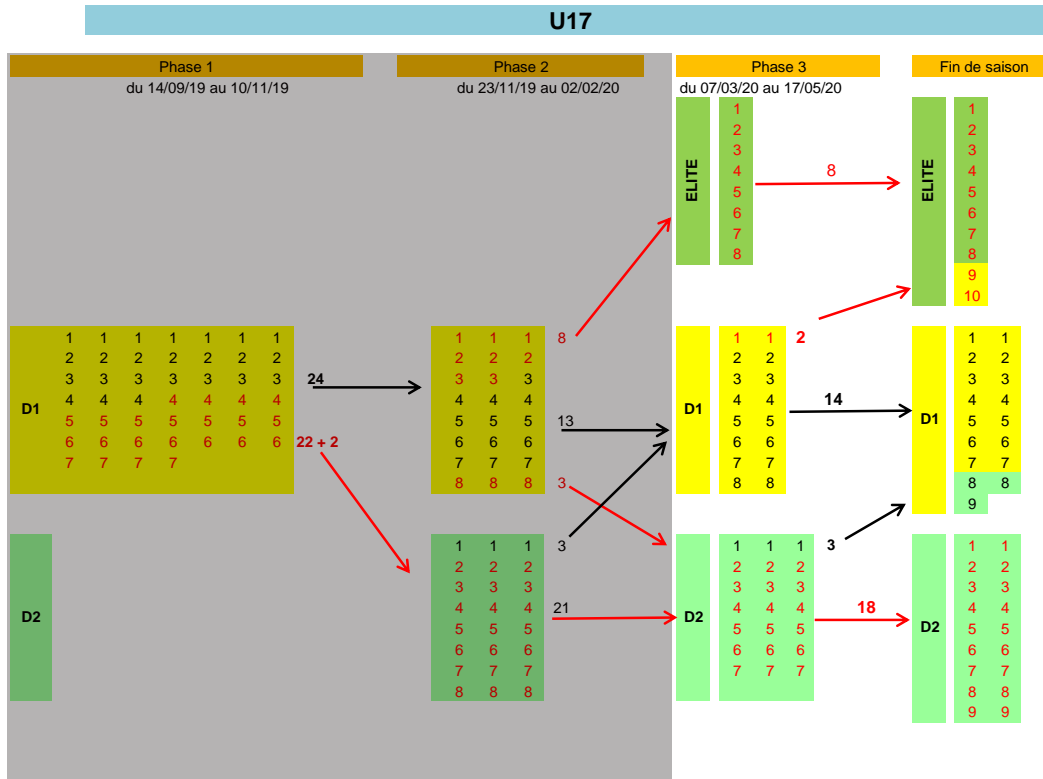 U17
Phase 1 Phase 2 Phase 3 Fin de saison
du 14/09/19 au 10/11/19 du 23/11/19 au 02/02/20 du 07/03/20 au 17/05/20
1 1
2 2
3 3
ELITE 4 8 ELITE 4
5 5
6 6
7 7
8 8
9
10
1 1 1 1 1 1 1 1 1 1 8 1 1 2 1 1
2 2 2 2 2 2 2 2 2 2 2 2 2 2
3 3 3 3 3 3 3 24 3 3 3 3 3 3 3
D1 4 4 4 4 4 4 4 4 4 4 D1 4 4 14 D1 4 4
5 5 5 5 5 5 5 5 5 5 13 5 5 5 5
6 6 6 6 6 6 6 22 + 2 6 6 6 6 6 6 6
7 7 7 7 7 7 7 7 7 7 7
8 8 8 3 8 8 8 8
9
1 1 1 3 1 1 1 3 1 1
2 2 2 2 2 2 2 2
3 3 3 3 3 3 3 3
D2 4 4 4 21 D2 4 4 4 18 D2 4 4
5 5 5 5 5 5 5 5
6 6 6 6 6 6 6 6
7 7 7 7 7 7 7 7
8 8 8 8 8
9 9